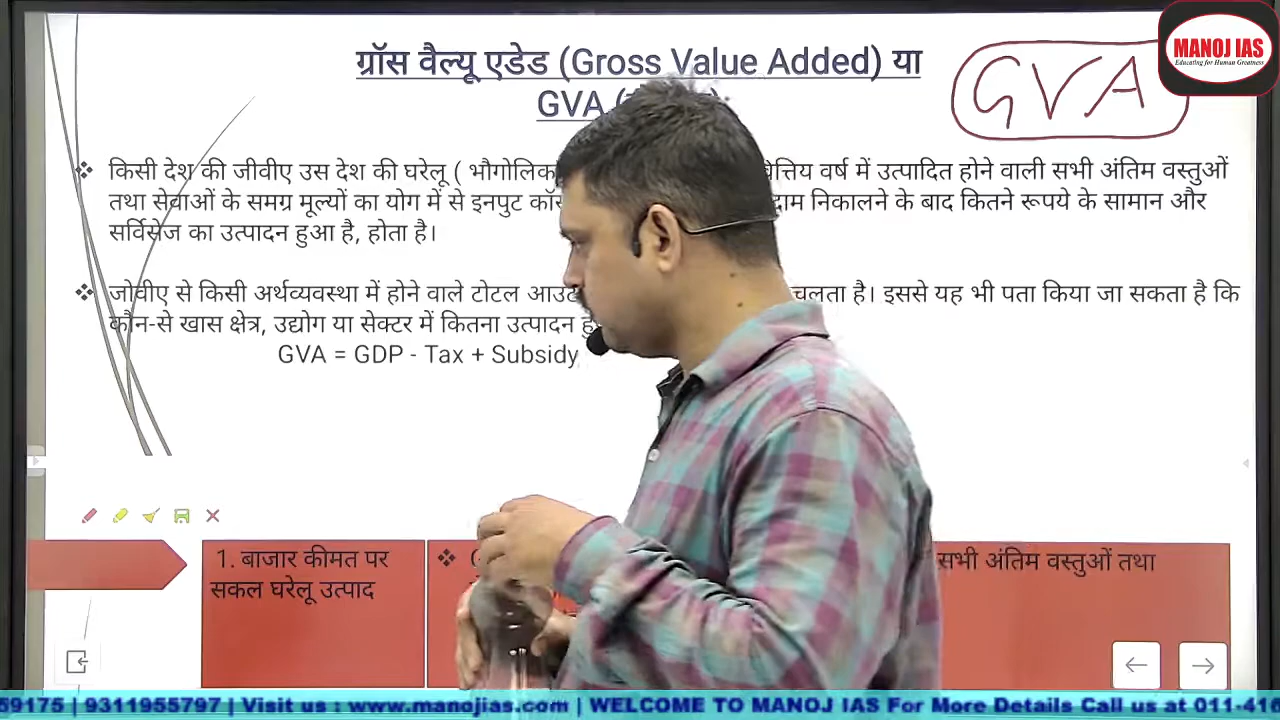 ग्रॉस वैल्यू एडेड (Gross Value Added) या
GVA
GVA
MANOJ IAS
Educating for Human Greatness
किसी देश की जीवीए उस देश की घरेलू ( भौगोलिक वित्तिय वर्ष में उत्पादित होने वाली सभी अंतिम वस्तुओं
तथा सेवाओं के समग्र मूल्यों का योग में से इनपुट दाम निकालने के बाद कितने रूपये के सामान और
सर्विसेज का उत्पादन हुआ है, होता है।
जीवीए से किसी अर्थव्यवस्था में होने वाले टोटल चलता है। इससे यह भी पता किया जा सकता है कि
कौन-से खास क्षेत्र, उद्योग या सेक्टर में कितना उत्पादन
GVA = GDP - Tax + Subsidy
1. बाजार कीमत पर
सकल घरेलू उत्पाद
सभी अंतिम वस्तुओं तथा
59175 | 9311955797 | Visit us : www.manojias.com | WELCOME TO MANOJ IAS For More Details Call us at 011-416